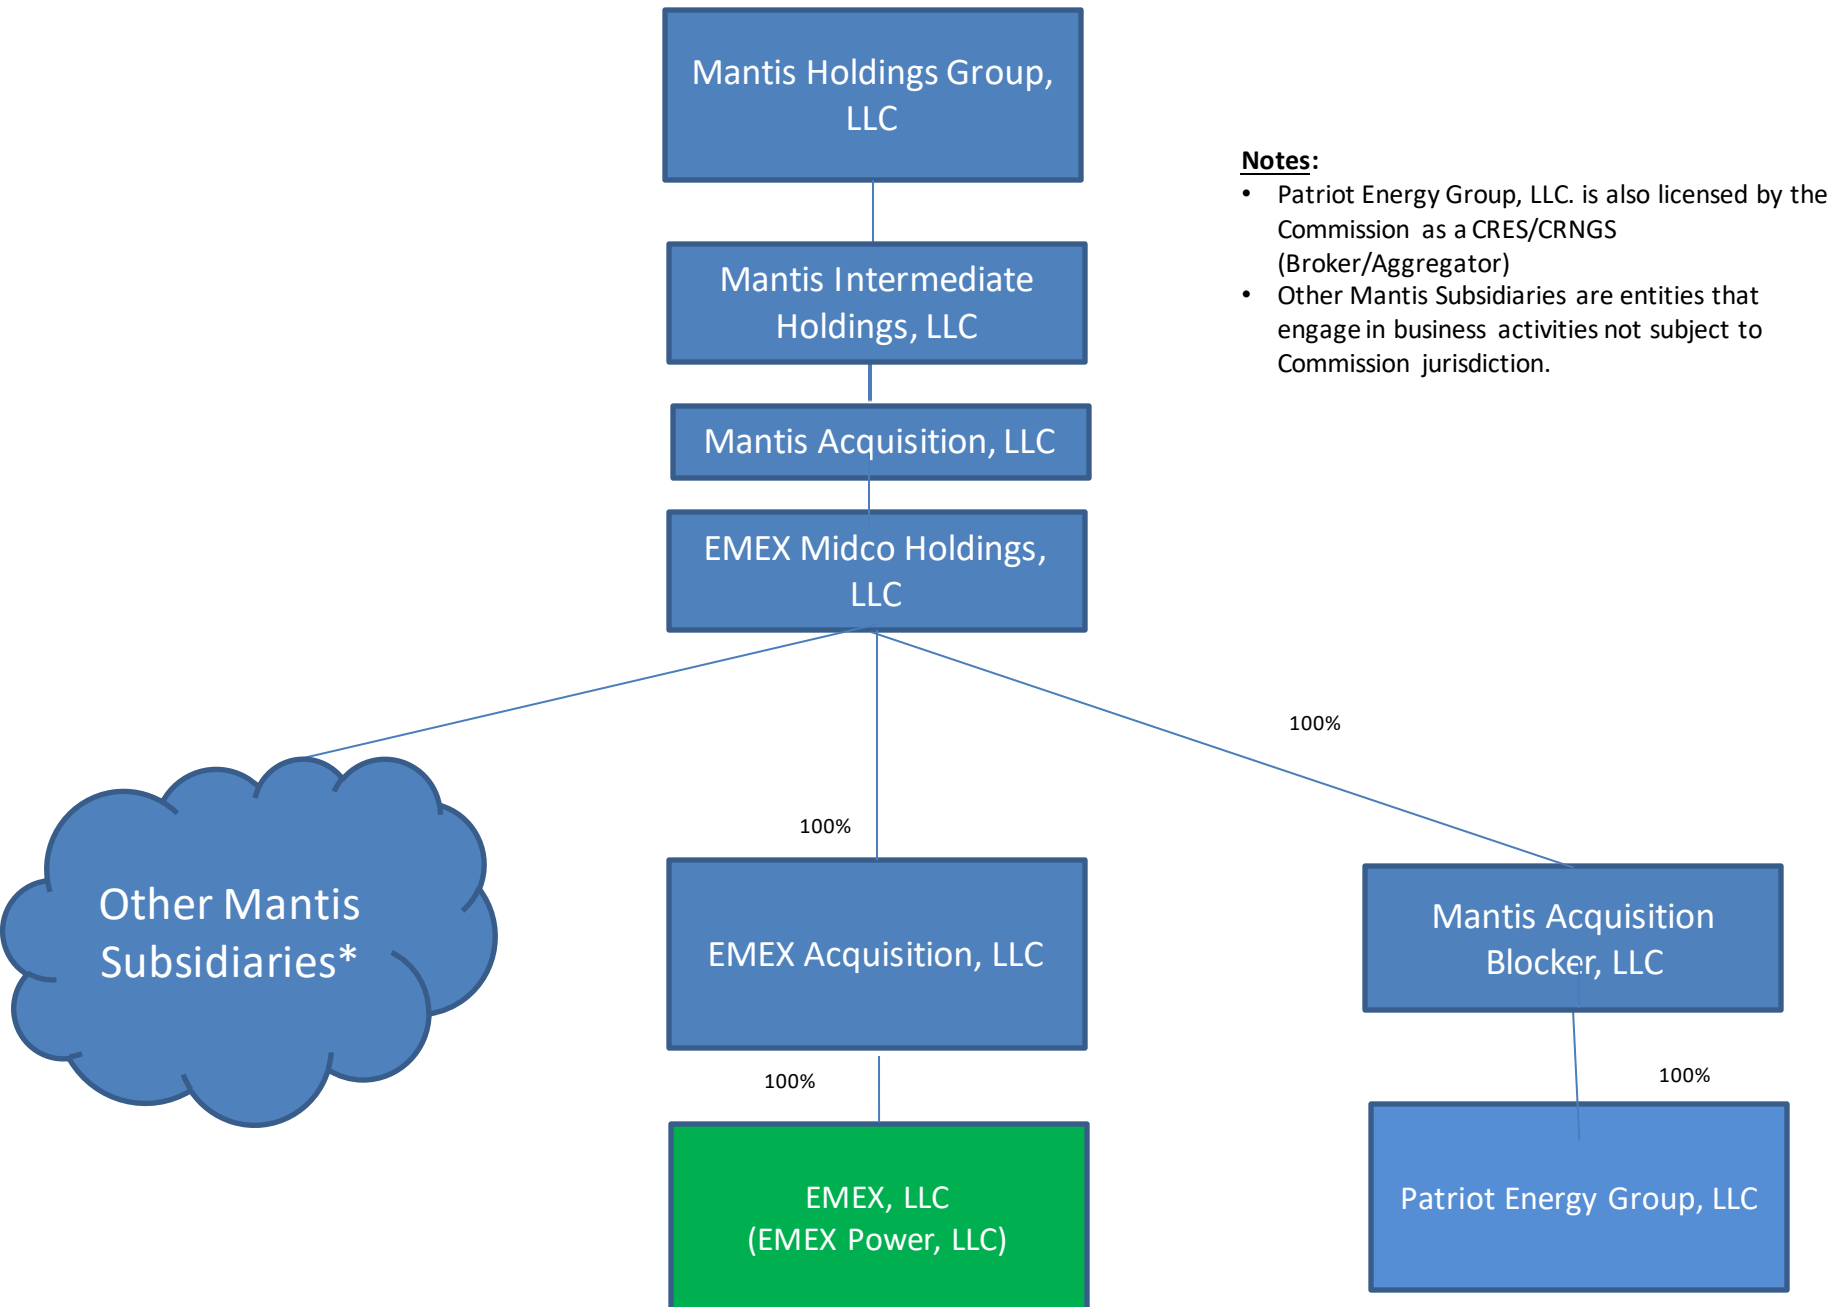 Mantis Holdings Group,
LLC
Notes:
• Patriot Energy Group, LLC. is also licensed by the
Commission as a CRES/CRNGS
(Broker/Aggregator)
• Other Mantis Subsidiaries are entities that
engage in business activities not subject to
Commission jurisdiction.
Mantis Intermediate
Holdings, LLC
Mantis Acquisition, LLC
EMEX Midco Holdings,
LLC
100%
100%
Other Mantis
Subsidiaries*
EMEX Acquisition, LLC
Mantis Acquisition
Blocker, LLC
100%
100%
EMEX, LLC
(EMEX Power, LLC)
Patriot Energy Group, LLC